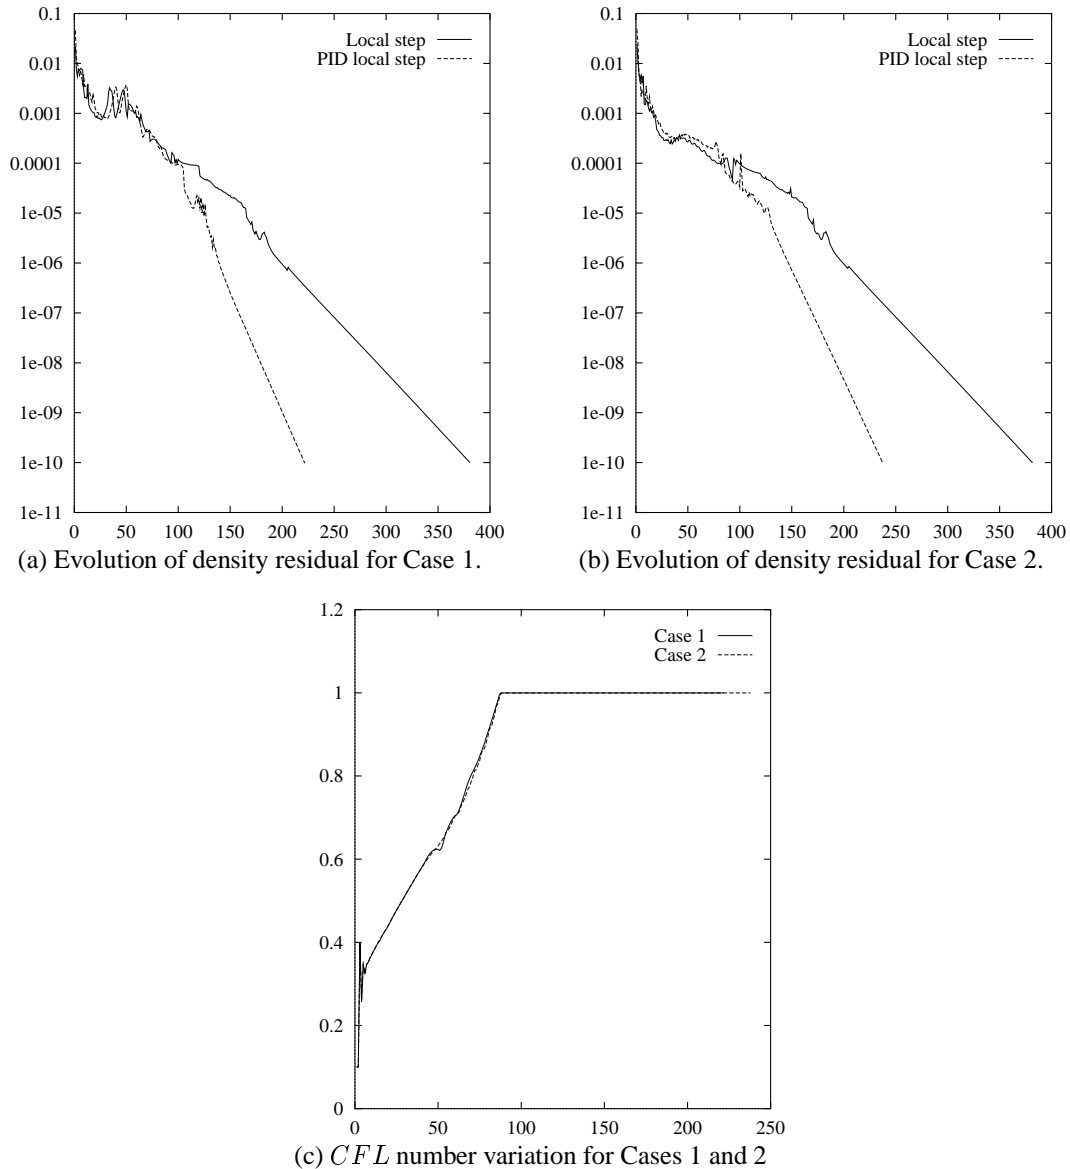 0.1
0.01
0.001
0.0001
1e-05
1e-06
1e-07
1e-08
1e-09
1e-10
1e-11
Local step
PID local step
0 50 100 150 200 250 300 350 400
(a) Evolution of density residual for Case 1.
0.1
0.01
0.001
0.0001
1e-05
1e-06
1e-07
1e-08
1e-09
1e-10
1e-11
Local step
PID local step
0 50 100 150 200 250 300 350 400
(b) Evolution of density residual for Case 2.
1.2
1
0.8
0.6
0.4
0.2
0
Case 1
Case 2
0 50 100 150 200 250
(c) CFL number variation for Cases 1 and 2